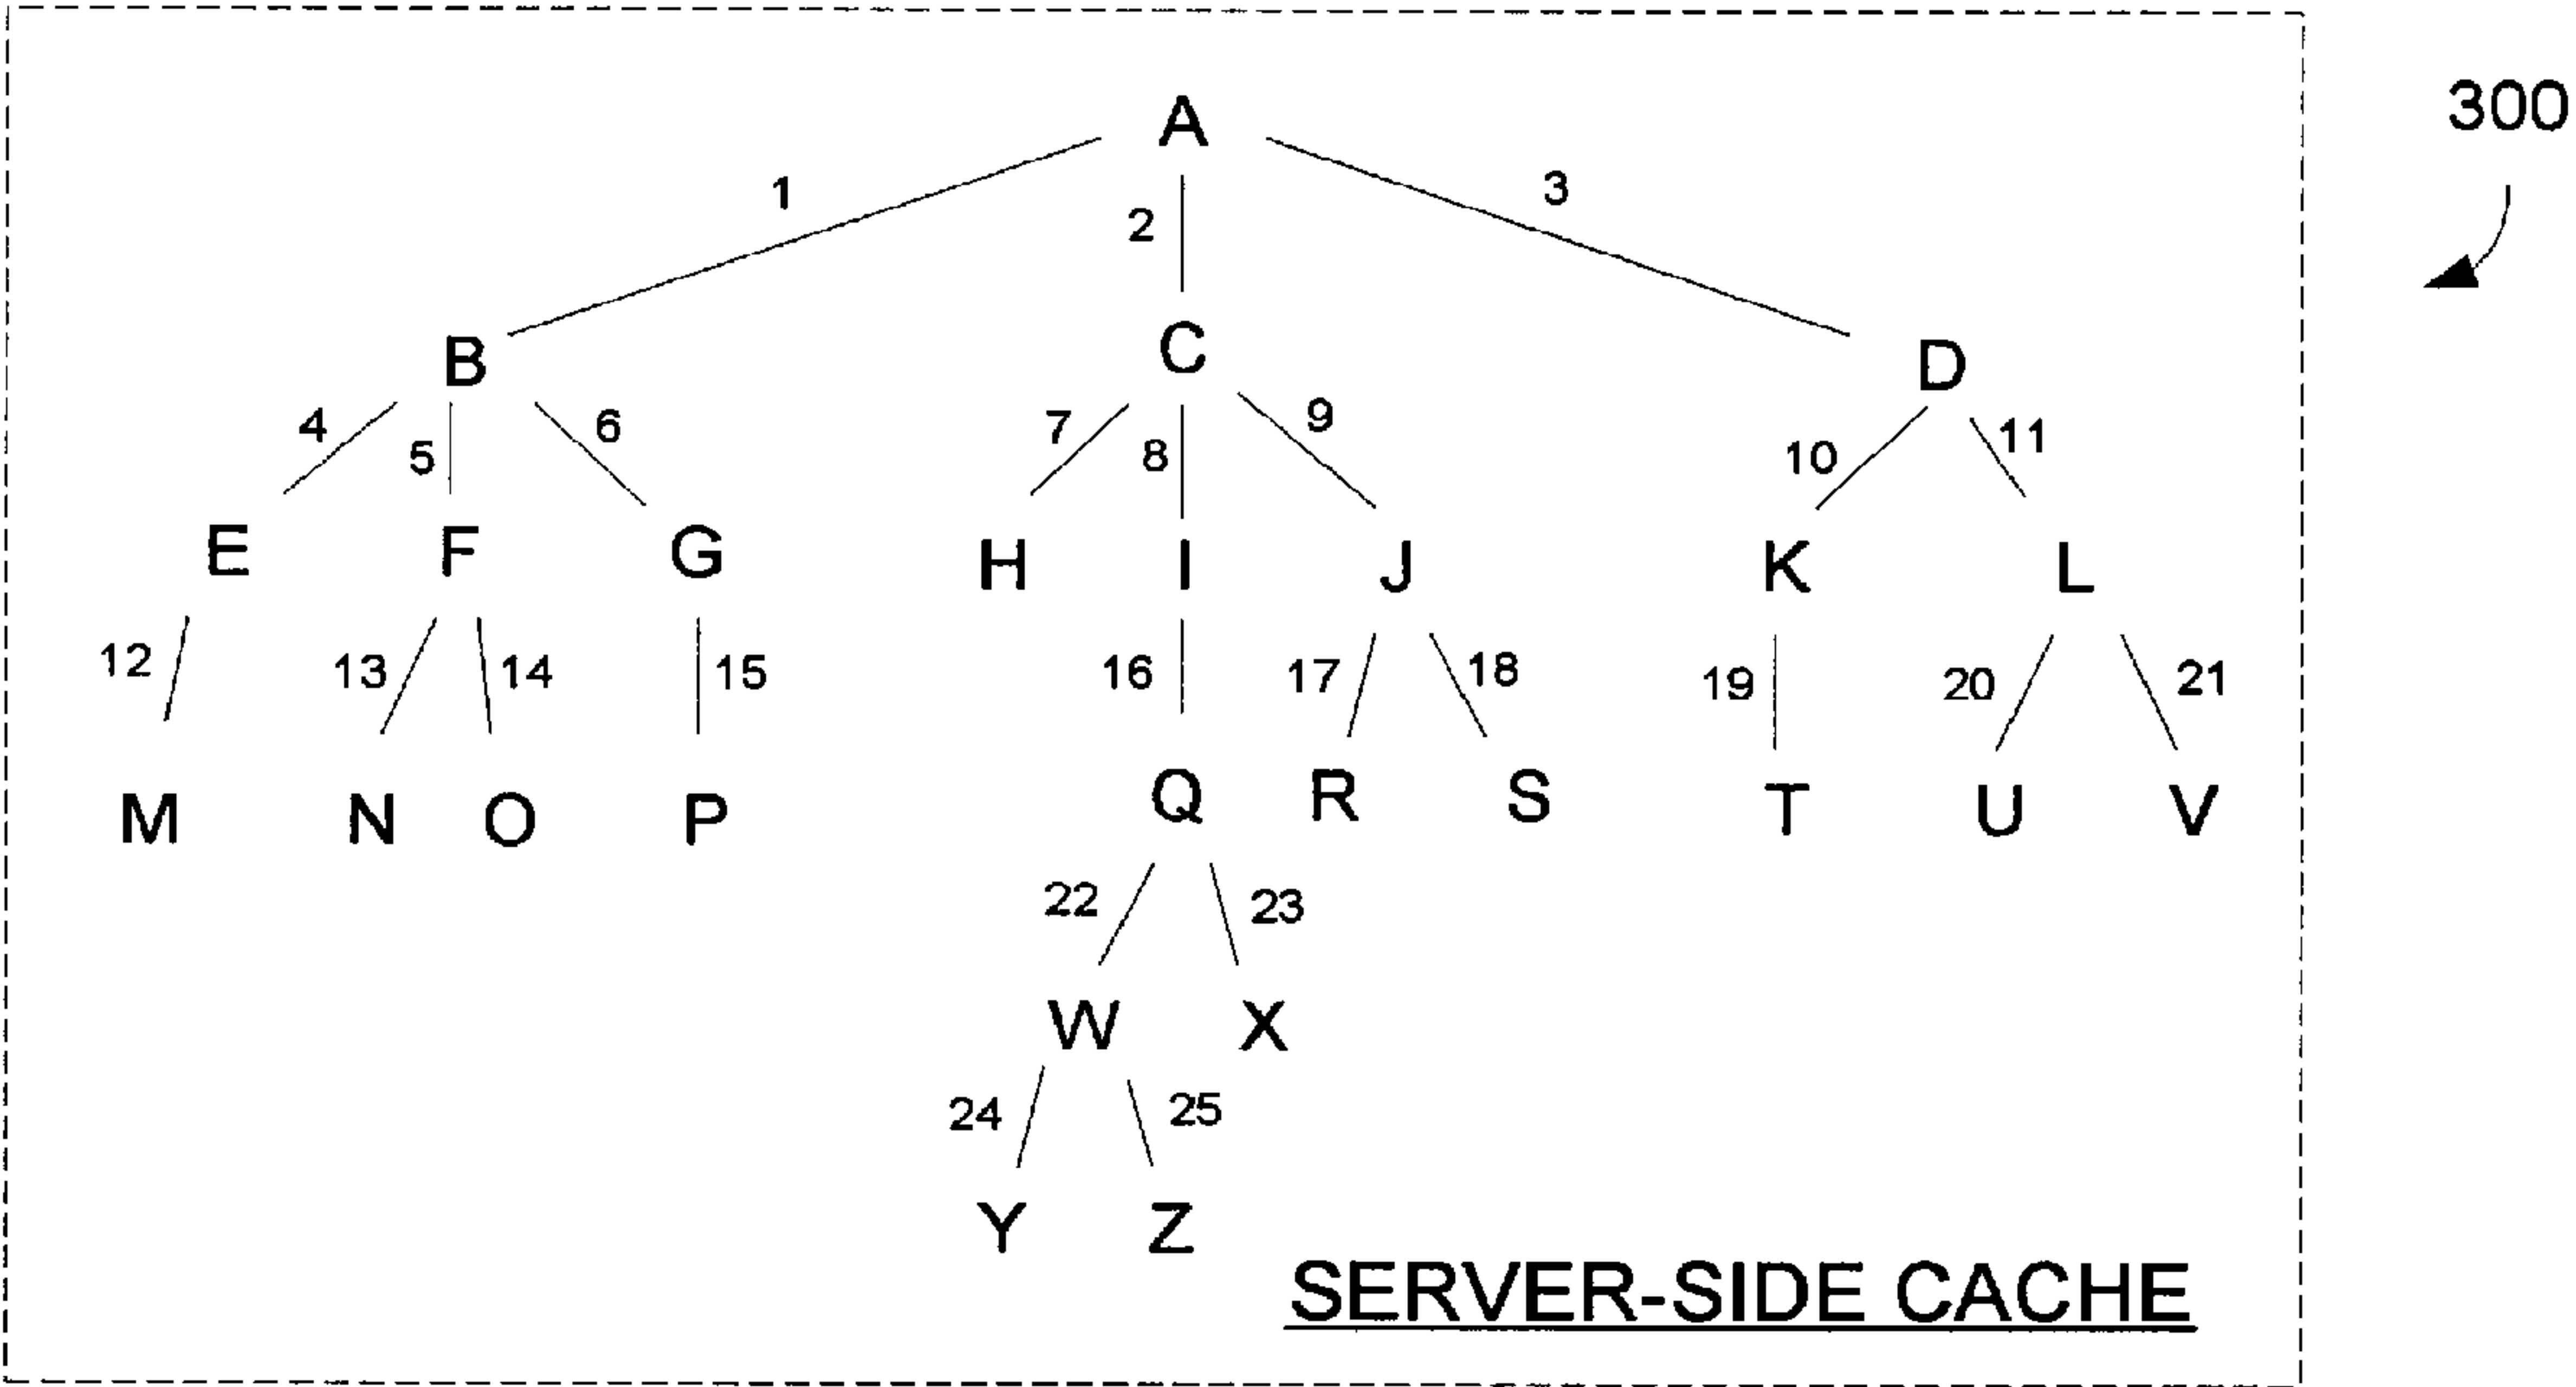 A
300
1
2
3
B
C
D
4
5
6
7
8
9
10
11
E
F
G
H
I
J
K
L
12
13
14
15
16
17
18
19
20
21
M
N
O
P
Q
R
S
T
U
V
22
23
W
X
24
25
Y
Z
SERVER-SIDE CACHE